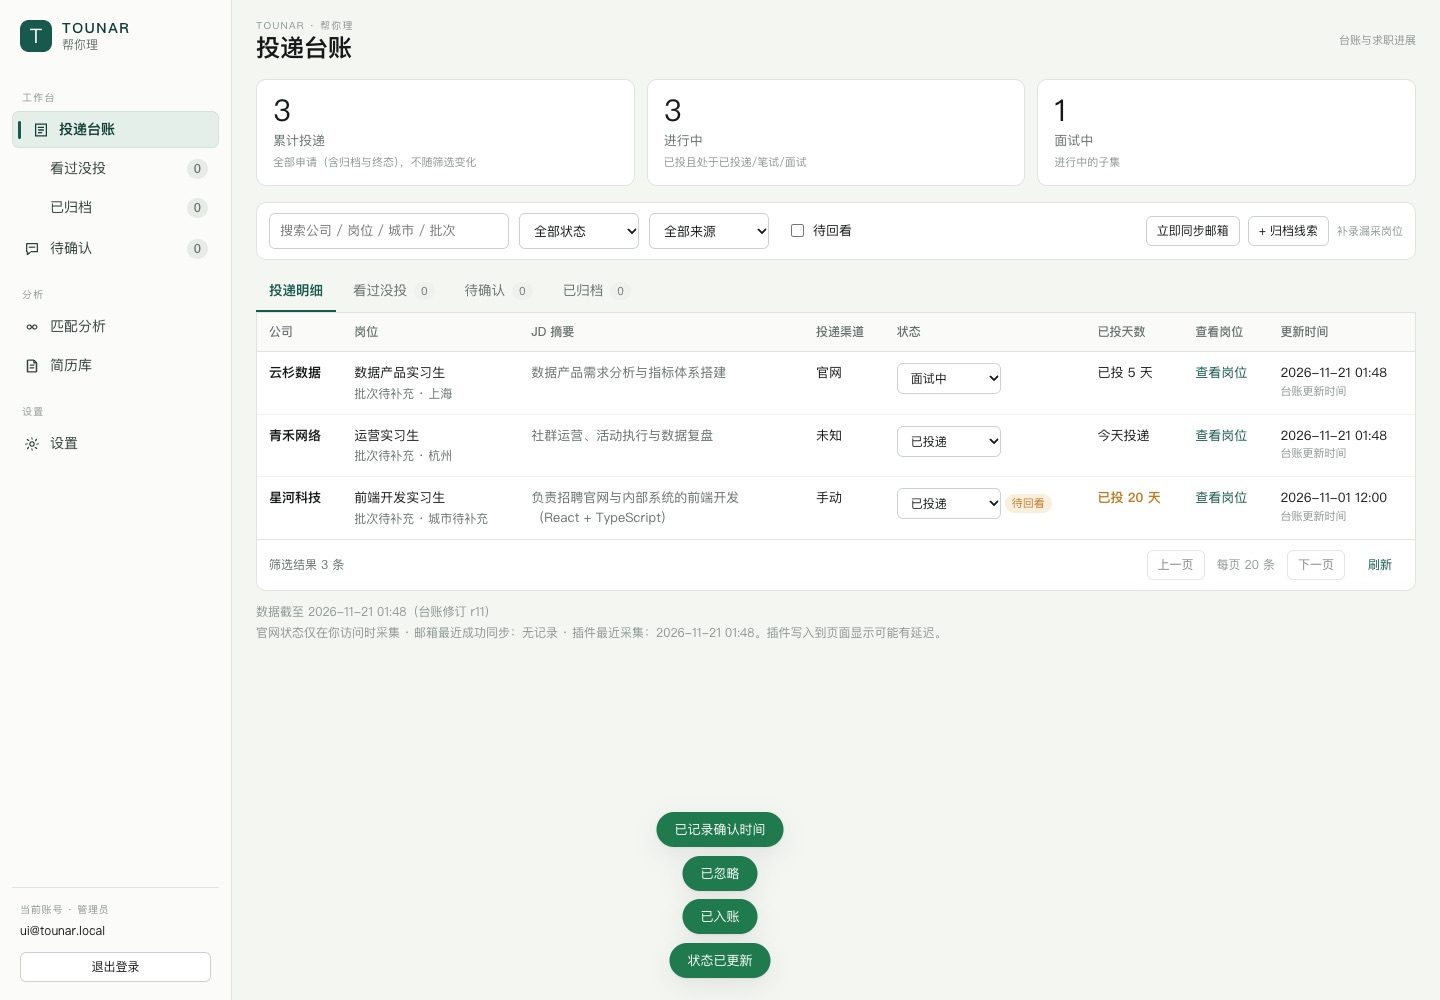 T
TOUNAR
帮你理
工作台
投递台账
看过没投 0
已归档 0
待确认 0
分析
匹配分析
简历库
设置
设置
当前账号 · 管理员
ui@tounar.local
退出登录
TOUNAR · 帮你理
投递台账
台账与求职进展
3
累计投递
全部申请（含归档与终态），不随筛选变化
3
进行中
已投且处于已投递/笔试/面试
1
面试中
进行中的子集
搜索公司 / 岗位 / 城市 / 批次 全部状态 全部来源 待回看 立即同步邮箱 + 归档线索 补录漏采岗位
投递明细 看过没投 0 待确认 0 已归档 0
公司 岗位 JD 摘要 投递渠道 状态 已投天数 查看岗位 更新时间
云杉数据 数据产品实习生 数据产品需求分析与指标体系搭建 官网 面试中 已投 5 天 查看岗位 2026-11-21 01:48
批次待补充 · 上海 台账更新时间
青禾网络 运营实习生 社群运营、活动执行与数据复盘 未知 已投递 今天投递 查看岗位 2026-11-21 01:48
批次待补充 · 杭州 台账更新时间
星河科技 前端开发实习生 负责招聘官网与内部系统的前端开发 手动 已投递 待回看 已投 20 天 查看岗位 2026-11-01 12:00
批次待补充 · 城市待补充 （React + TypeScript） 台账更新时间
筛选结果 3 条 上一页 每页 20 条 下一页 刷新
数据截至 2026-11-21 01:48（台账修订 r11）
官网状态仅在你访问时采集 · 邮箱最近成功同步：无记录 · 插件最近采集：2026-11-21 01:48。插件写入到页面显示可能有延迟。
已记录确认时间
已忽略
已入账
状态已更新